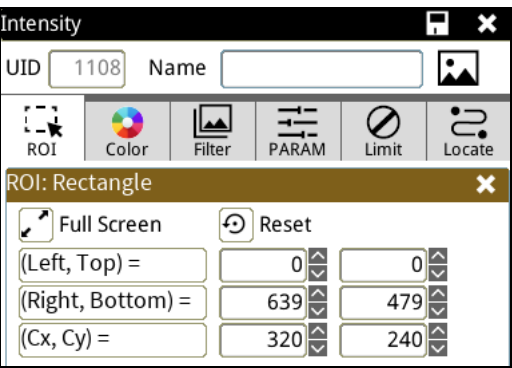 Intensity
UID 1108 Name
ROI Color Filter PARAM Limit Locate
ROI: Rectangle
Full Screen Reset
(Left, Top) = 0 0
(Right, Bottom) = 639 479
(Cx, Cy) = 320 240